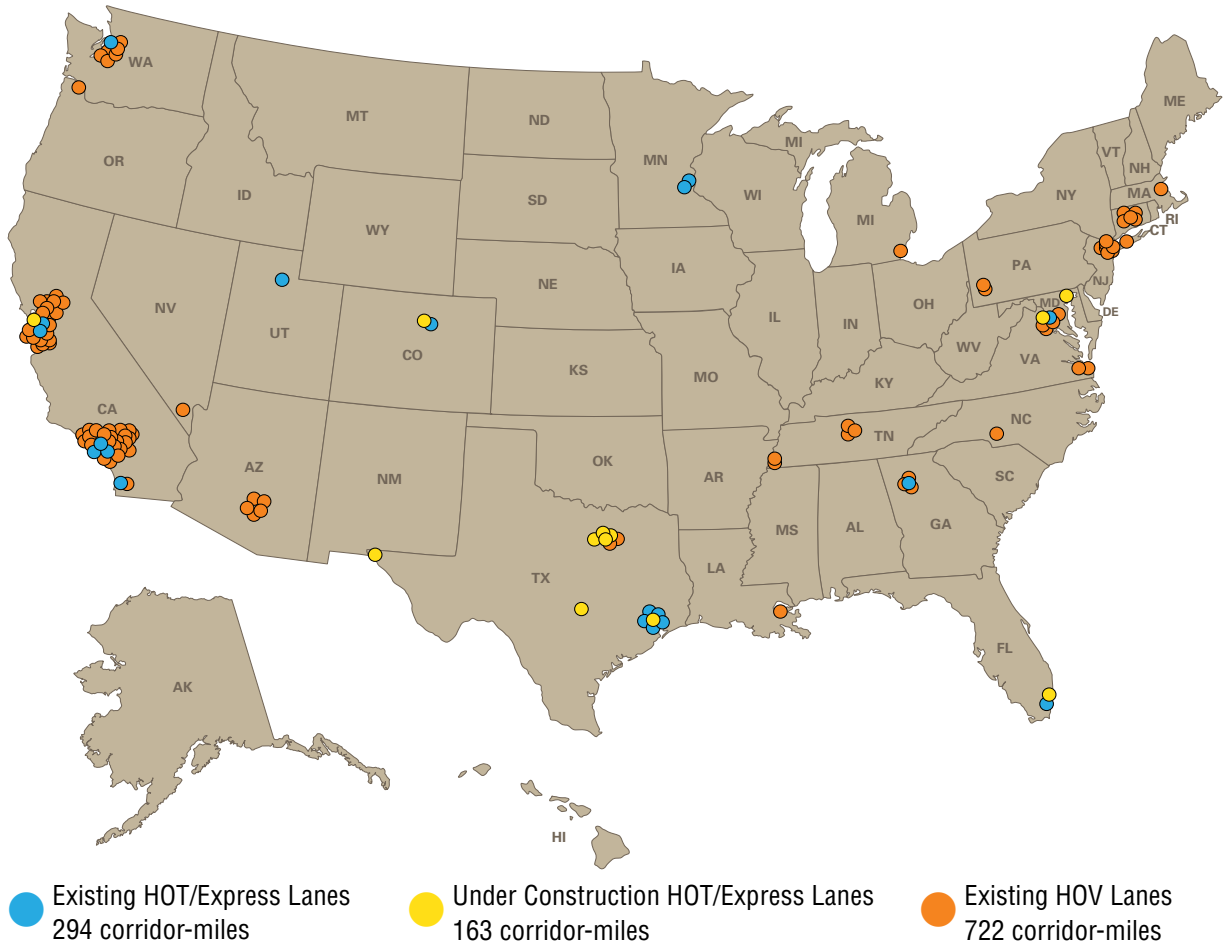 WA
MT
ND
MN
MI
ME
VT
NH
OR
ID
SD
WI
MI
NY
MA
RI
CT
WY
IA
PA
NJ
NE
OH
MD
DE
NV
UT
CO
IL
IN
WV
VA
KS
MO
KY
CA
NC
TN
AZ
NM
OK
AR
SC
MS
AL
GA
TX
LA
FL
AK
HI
Existing HOT/Express Lanes
294 corridor-miles
Under Construction HOT/Express Lanes
163 corridor-miles
Existing HOV Lanes
722 corridor-miles